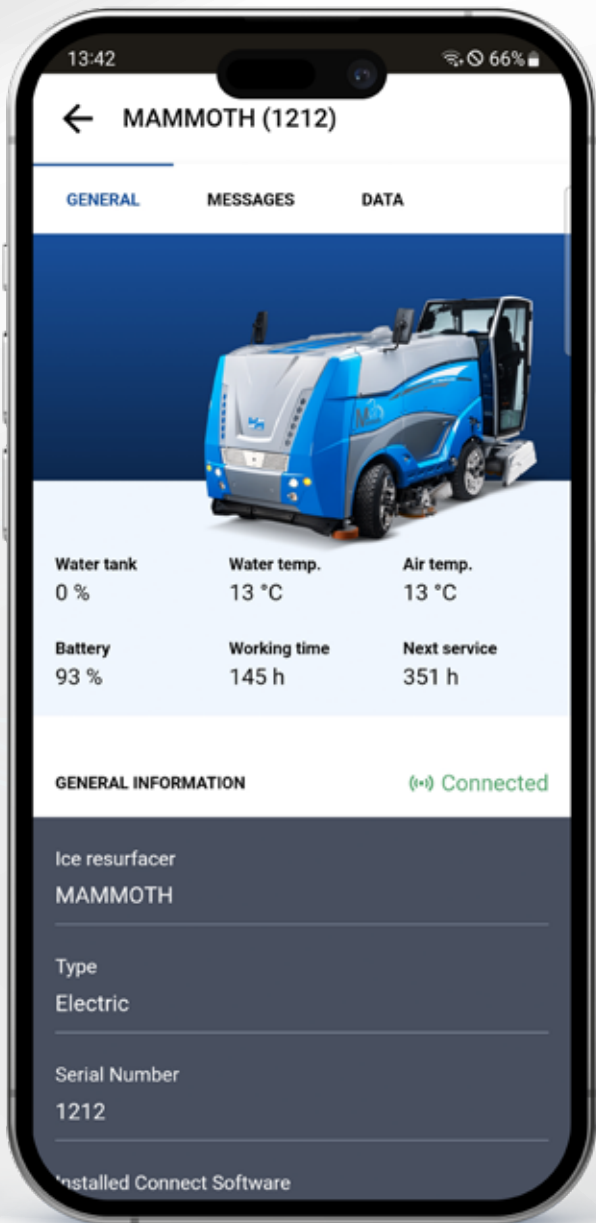 13:42
66%
MAMMOTH (1212)
GENERAL MESSAGES DATA
Water tank Water temp. Air temp.
0 % 13 °C 13 °C
Battery Working time Next service
93 % 145 h 351 h
GENERAL INFORMATION Connected
Ice resurfacer
MAMMOTH
Type
Electric
Serial Number
1212
Installed Connect Software